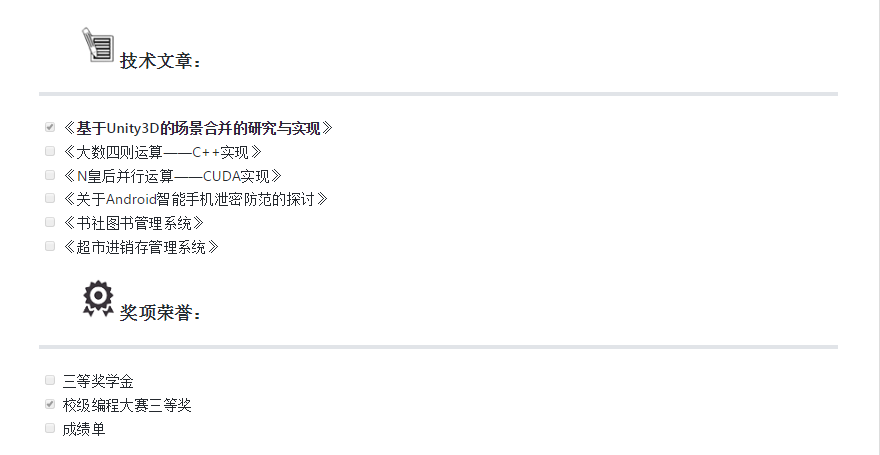 技术文章：
《基于Unity3D的场景合并的研究与实现》
《大数四则运算——C++实现》
《N皇后并行运算——CUDA实现》
《关于Android智能手机泄密防范的探讨》
《书社图书管理系统》
《超市进销存管理系统》
奖项荣誉：
三等奖学金
校级编程大赛三等奖
成绩单